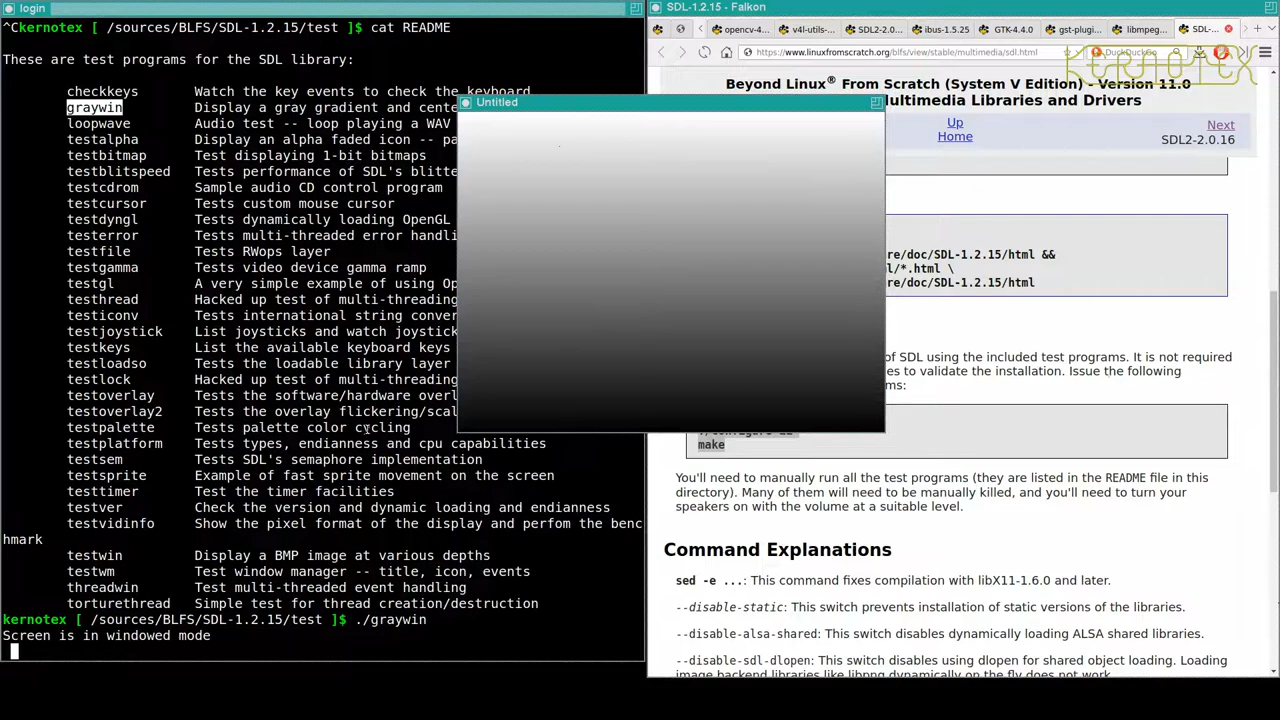 login
^Ckernotex [ /sources/BLFS/SDL-1.2.15/test ]$ cat README
These are test programs for the SDL library:
checkkeys Watch the key events to check the keyboard
graywin Display a gray gradient and cente
loopwave Audio test -- loop playing a WAV
testalpha Display an alpha faded icon -- pa
testbitmap Test displaying 1-bit bitmaps
testblitspeed Tests performance of SDL's blitte
testcdrom Sample audio CD control program
testcursor Tests custom mouse cursor
testdyngl Tests dynamically loading OpenGL
testerror Tests multi-threaded error handli
testfile Tests RWops layer
testgamma Tests video device gamma ramp
testgl A very simple example of using Op
testhread Hacked up test of multi-threading
testiconv Tests international string conver
testjoystick List joysticks and watch joystick
testkeys List the available keyboard keys
testloadso Tests the loadable library layer
testlock Hacked up test of multi-threading
testoverlay Tests the software/hardware overl
testoverlay2 Tests the overlay flickering/scal
testpalette Tests palette color cycling
testplatform Tests types, endianness and cpu capabilities
testsem Tests SDL's semaphore implementation
testsprite Example of fast sprite movement on the screen
testtimer Test the timer facilities
testver Check the version and dynamic loading and endianness
testvidinfo Show the pixel format of the display and perfom the benc
hmark
testwin Display a BMP image at various depths
testwm Test window manager -- title, icon, events
threadwin Test multi-threaded event handling
torturethread Simple test for thread creation/destruction
kernotex [ /sources/BLFS/SDL-1.2.15/test ]$ ./graywin
Screen is in windowed mode
Untitled
SDL-1.2.15 - Falkon
opencv-4... v4l-utils-... SDL2-2.0... ibus-1.5.25 GTK-4.4.0 gst-plugin... libmpeg... SDL-...
https://www.linuxfromscratch.org/blfs/view/stable/multimedia/sdl.html
DuckDuckGo
KERNOTEX
Beyond Linux® From Scratch (System V Edition) - Version 11.0
ultimedia Libraries and Drivers
Up
Home
Next
SDL2-2.0.16
re/doc/SDL-1.2.15/html &&
ml/*.html \
re/doc/SDL-1.2.15/html
of SDL using the included test programs. It is not required
es to validate the installation. Issue the following
ms:
make
You'll need to manually run all the test programs (they are listed in the README file in this
directory). Many of them will need to be manually killed, and you'll need to turn your
speakers on with the volume at a suitable level.
Command Explanations
sed -e ...: This command fixes compilation with libX11-1.6.0 and later.
--disable-static: This switch prevents installation of static versions of the libraries.
--disable-alsa-shared: This switch disables dynamically loading ALSA shared libraries.
--disable-sdl-dlopen: This switch disables using dlopen for shared object loading. Loading
image backend libraries like libpng dynamically on the fly does not work.